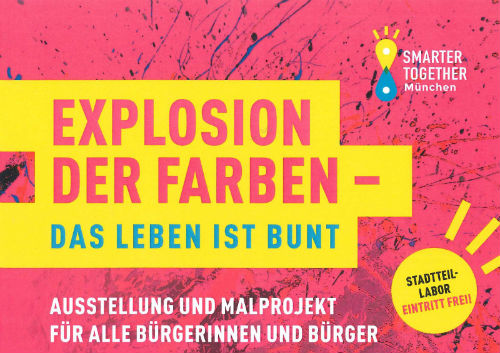 SMARTER
TOGETHER
München
EXPLOSION
DER FARBEN –
DAS LEBEN IST BUNT
STADTTEIL-
LABOR
EINTRITT FREI!
AUSSTELLUNG UND MALPROJEKT
FÜR ALLE BÜRGERINNEN UND BÜRGER